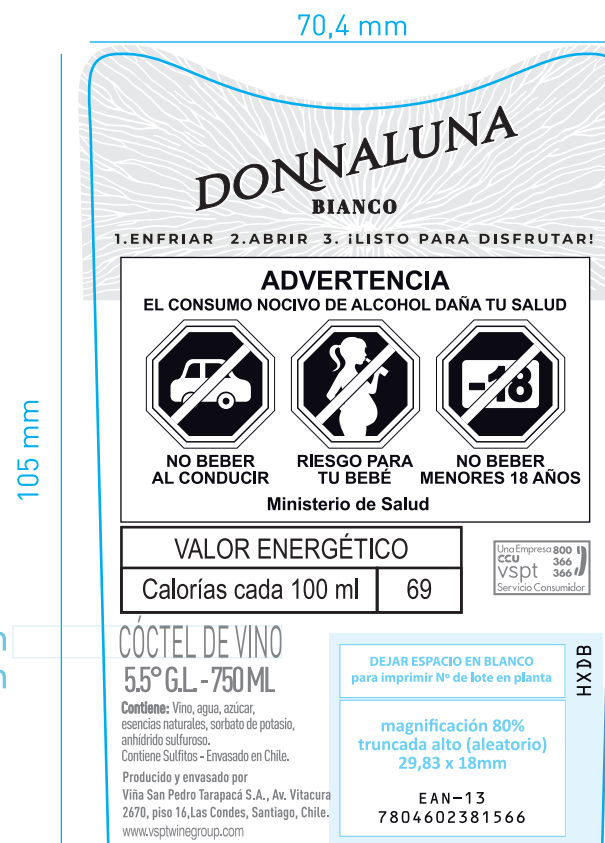 70,4 mm
105 mm
DONNALUNA
BIANCO
1.ENFRIAR 2.ABRIR 3. ¡LISTO PARA DISFRUTAR!
ADVERTENCIA
EL CONSUMO NOCIVO DE ALCOHOL DAÑA TU SALUD
-18
NO BEBER
AL CONDUCIR
RIESGO PARA
TU BEBÉ
NO BEBER
MENORES 18 AÑOS
Ministerio de Salud
VALOR ENERGÉTICO
Calorías cada 100 ml 69
Una Empresa
CCU
vspt
800
366
366
Servicio Consumidor
CÓCTEL DE VINO
5.5° G.L. - 750 ML
Contiene: Vino, agua, azúcar,
esencias naturales, sorbato de potasio,
anhídrido sulfuroso.
Contiene Sulfitos - Envasado en Chile.
Producido y envasado por
Viña San Pedro Tarapacá S.A., Av. Vitacura
2670, piso 16,Las Condes, Santiago, Chile.
www.vsptwinegroup.com
DEJAR ESPACIO EN BLANCO
para imprimir Nº de lote en planta
HXDB
magnificación 80%
truncada alto (aleatorio)
29,83 x 18mm
EAN-13
7804602381566